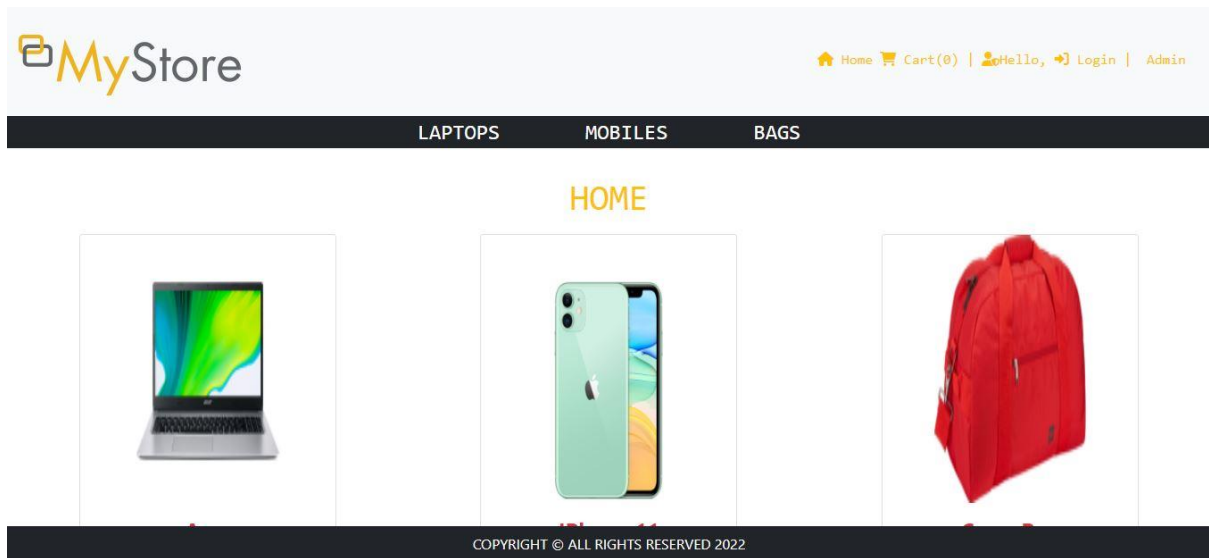 MyStore
Home Cart(0) | Hello, Login | Admin
LAPTOPS MOBILES BAGS
HOME
COPYRIGHT © ALL RIGHTS RESERVED 2022